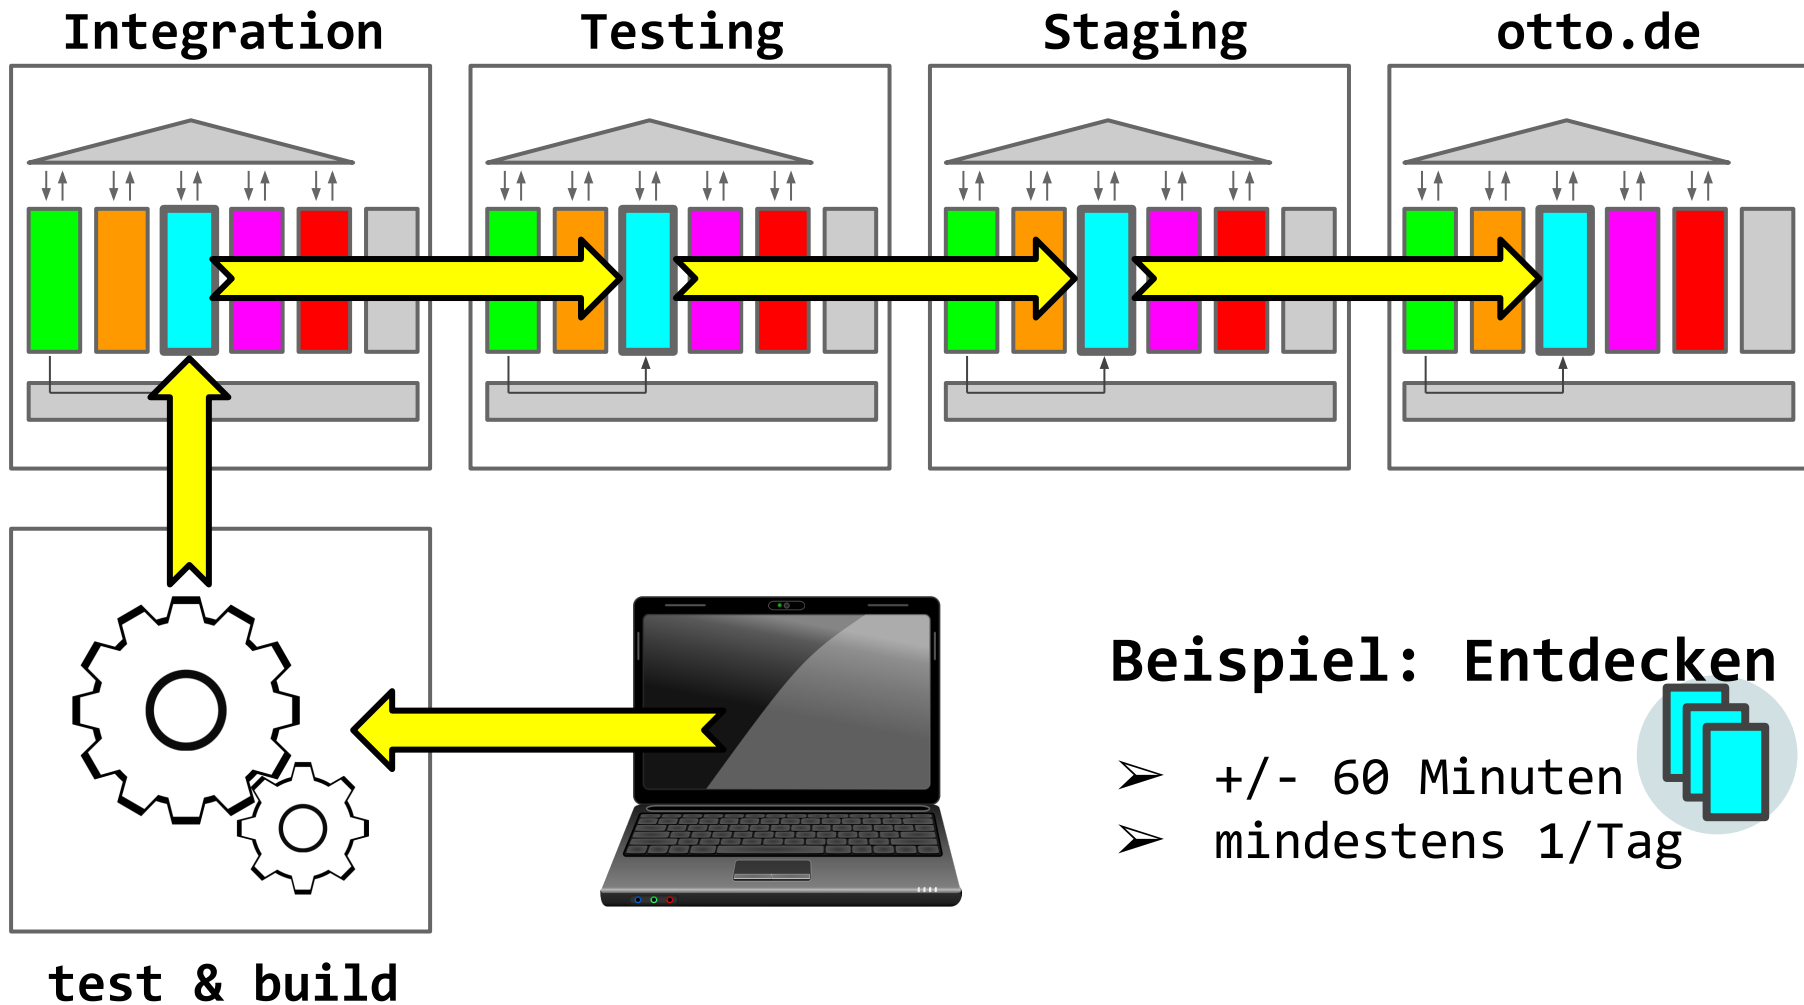 Integration
Testing
Staging
otto.de
Beispiel: Entdecken
+/- 60 Minuten
mindestens 1/Tag
test & build